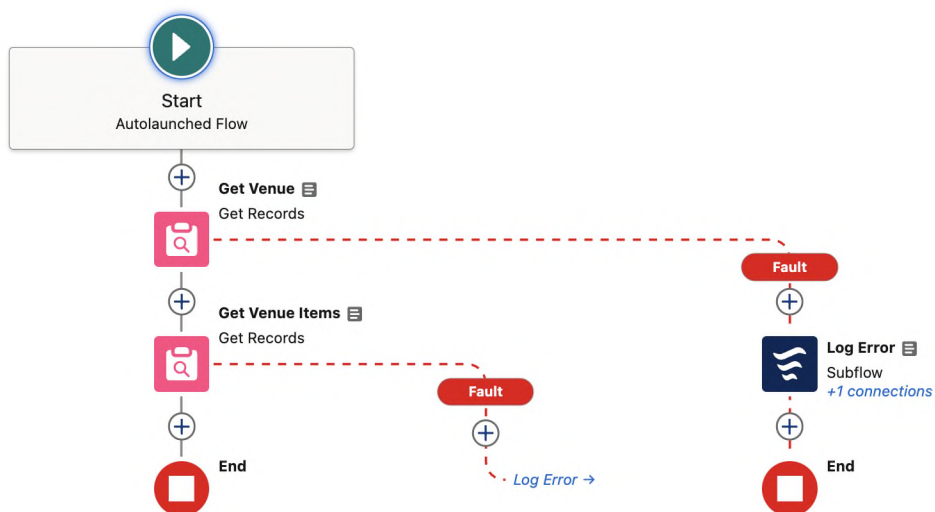 Start
Autolaunched Flow
Get Venue
Get Records
Fault
Get Venue Items
Get Records
Log Error
Subflow
+1 connections
Fault
End
Log Error →
End